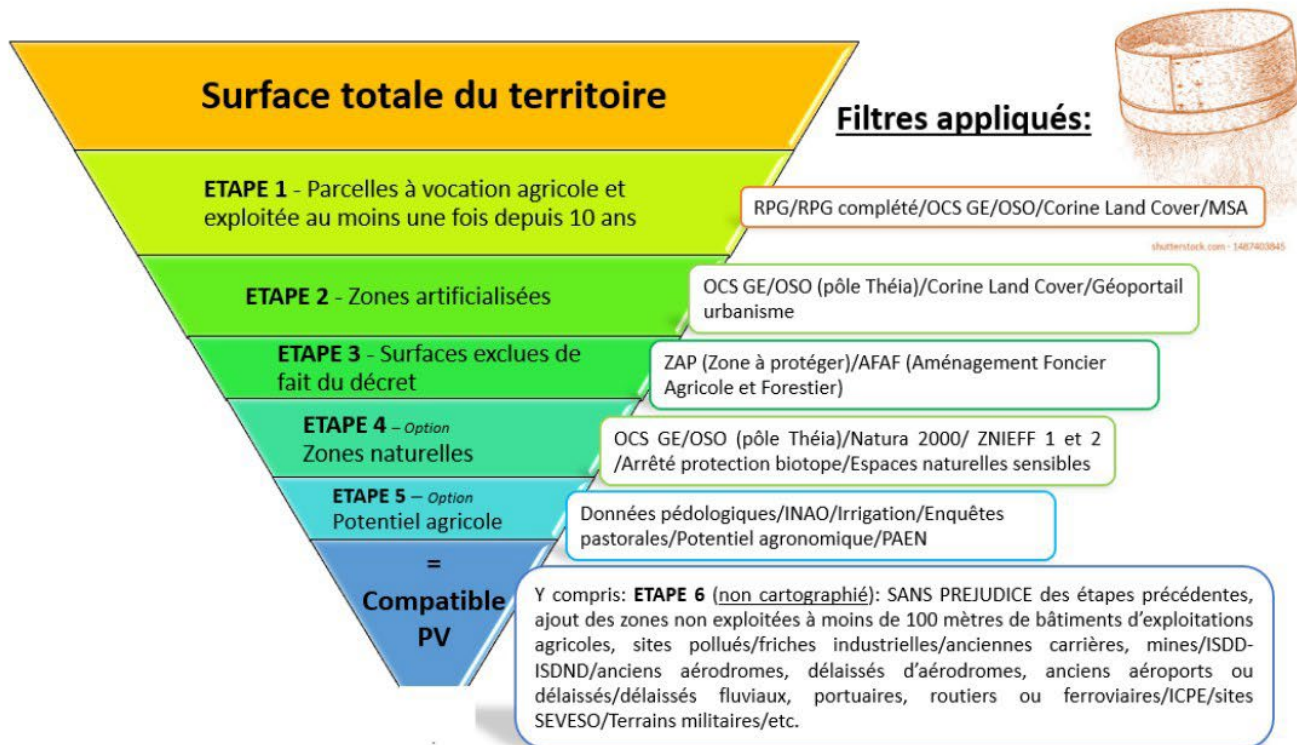 Surface totale du territoire
Filtres appliqués:
ETAPE 1 - Parcelles à vocation agricole et
exploitée au moins une fois depuis 10 ans
RPG/RPG complété/OCS GE/OSO/Corine Land Cover/MSA
shutterstock.com · 1487403845
ETAPE 2 - Zones artificialisées
OCS GE/OSO (pôle Théia)/Corine Land Cover/Géoportail
urbanisme
ETAPE 3 - Surfaces exclues de
fait du décret
ZAP (Zone à protéger)/AFAF (Aménagement Foncier
Agricole et Forestier)
ETAPE 4 – Option
Zones naturelles
OCS GE/OSO (pôle Théia)/Natura 2000/ ZNIEFF 1 et 2
/Arrêté protection biotope/Espaces naturelles sensibles
ETAPE 5 – Option
Potentiel agricole
Données pédologiques/INAO/Irrigation/Enquêtes
pastorales/Potentiel agronomique/PAEN
=
Compatible
PV
Y compris: ETAPE 6 (non cartographié): SANS PREJUDICE des étapes précédentes,
ajout des zones non exploitées à moins de 100 mètres de bâtiments d'exploitations
agricoles, sites pollués/friches industrielles/anciennes carrières, mines/ISDD-
ISDND/anciens aérodromes, délaissés d'aérodromes, anciens aéroports ou
délaissés/délaissés fluviaux, portuaires, routiers ou ferroviaires/ICPE/sites
SEVESO/Terrains militaires/etc.